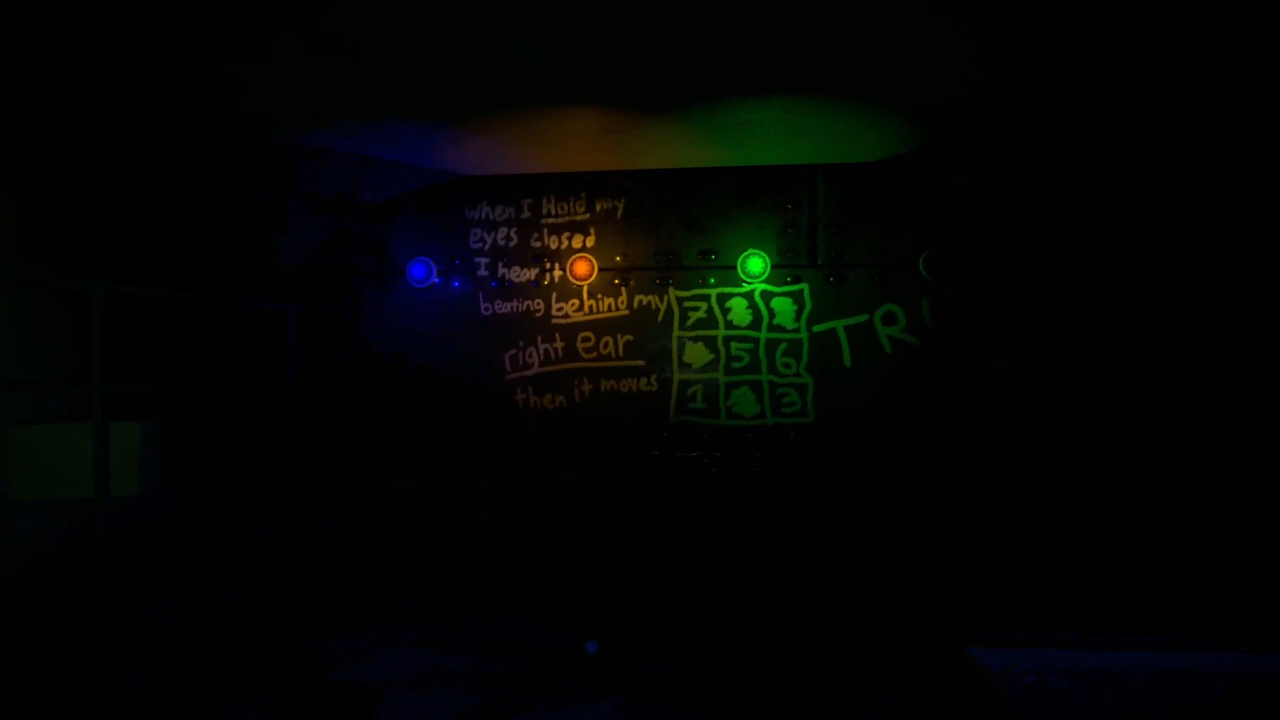 when I Hold my
eyes closed
I hear it
beating behind my
right ear
then it moves
7
5 6
1 3
TR